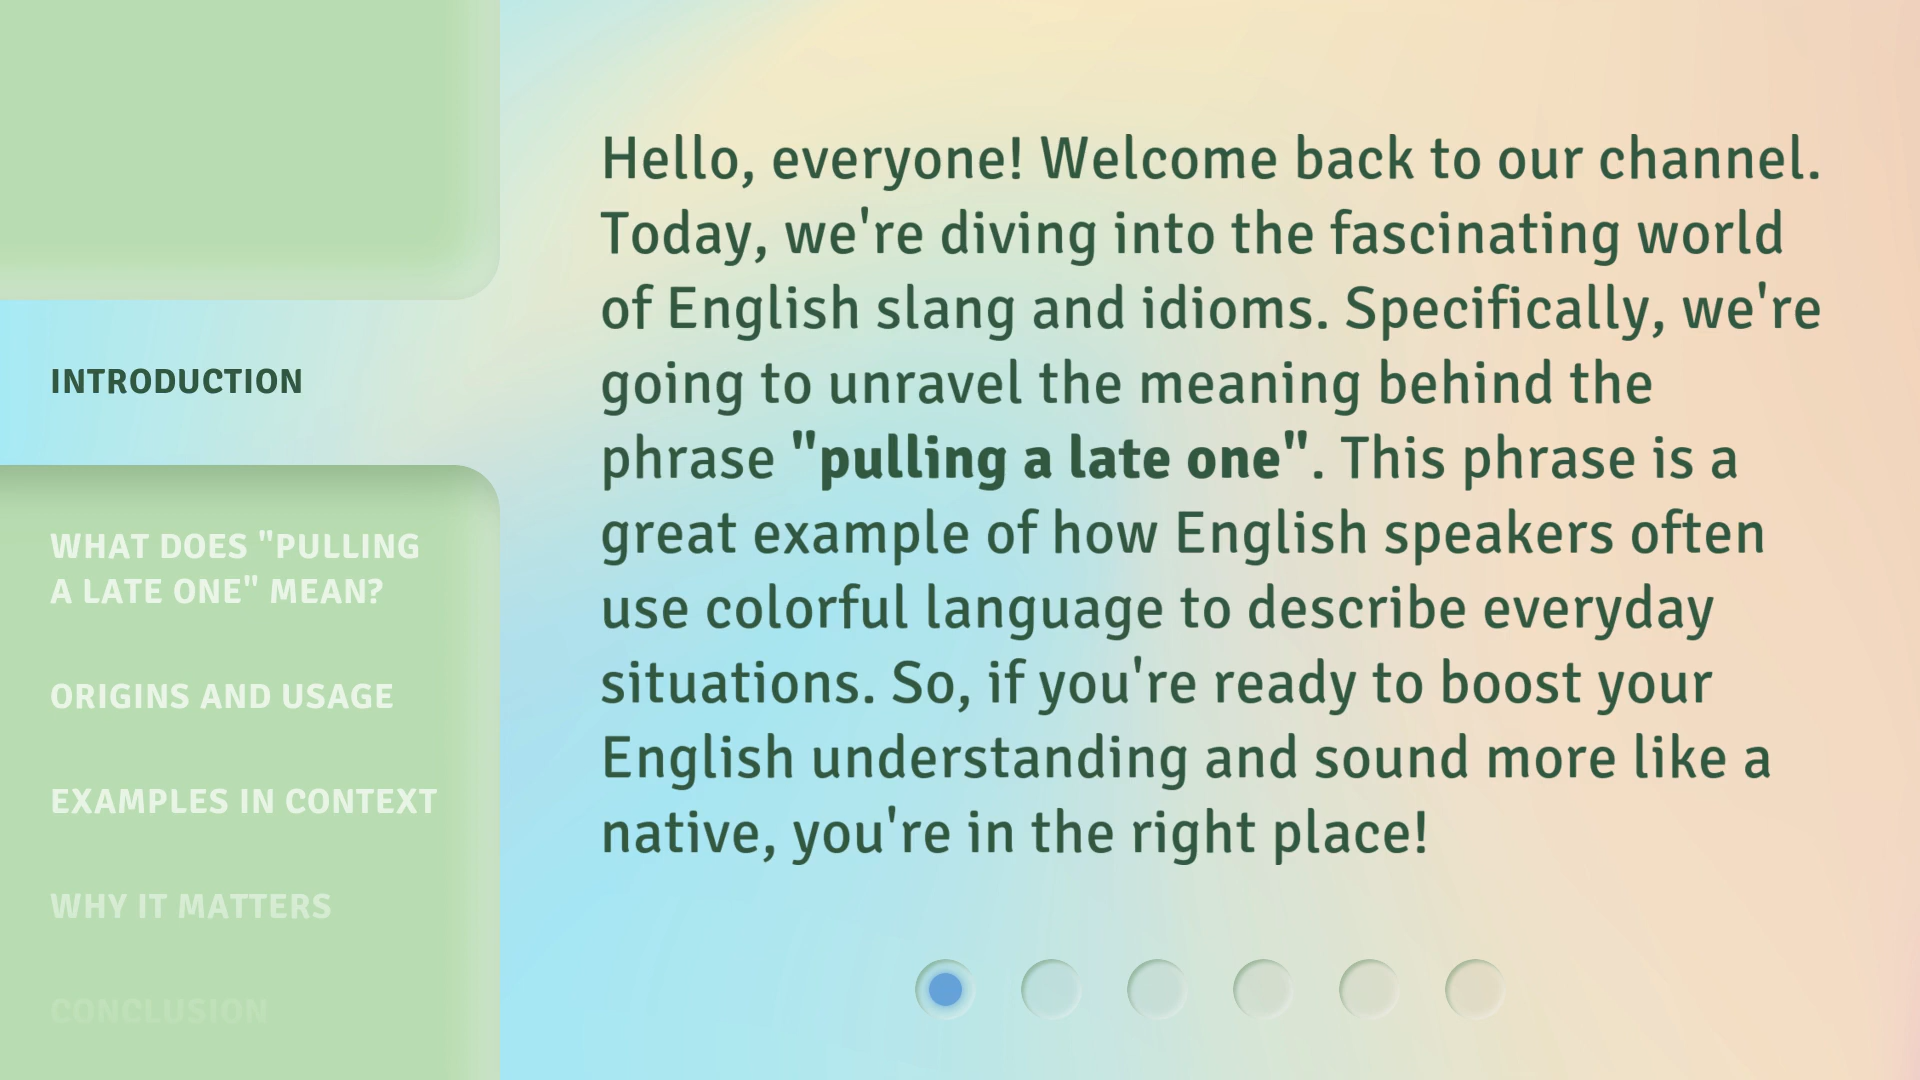 INTRODUCTION
WHAT DOES "PULLING
A LATE ONE" MEAN?
ORIGINS AND USAGE
EXAMPLES IN CONTEXT
WHY IT MATTERS
CONCLUSION
Hello, everyone! Welcome back to our channel.
Today, we're diving into the fascinating world
of English slang and idioms. Specifically, we're
going to unravel the meaning behind the
phrase "pulling a late one". This phrase is a
great example of how English speakers often
use colorful language to describe everyday
situations. So, if you're ready to boost your
English understanding and sound more like a
native, you're in the right place!